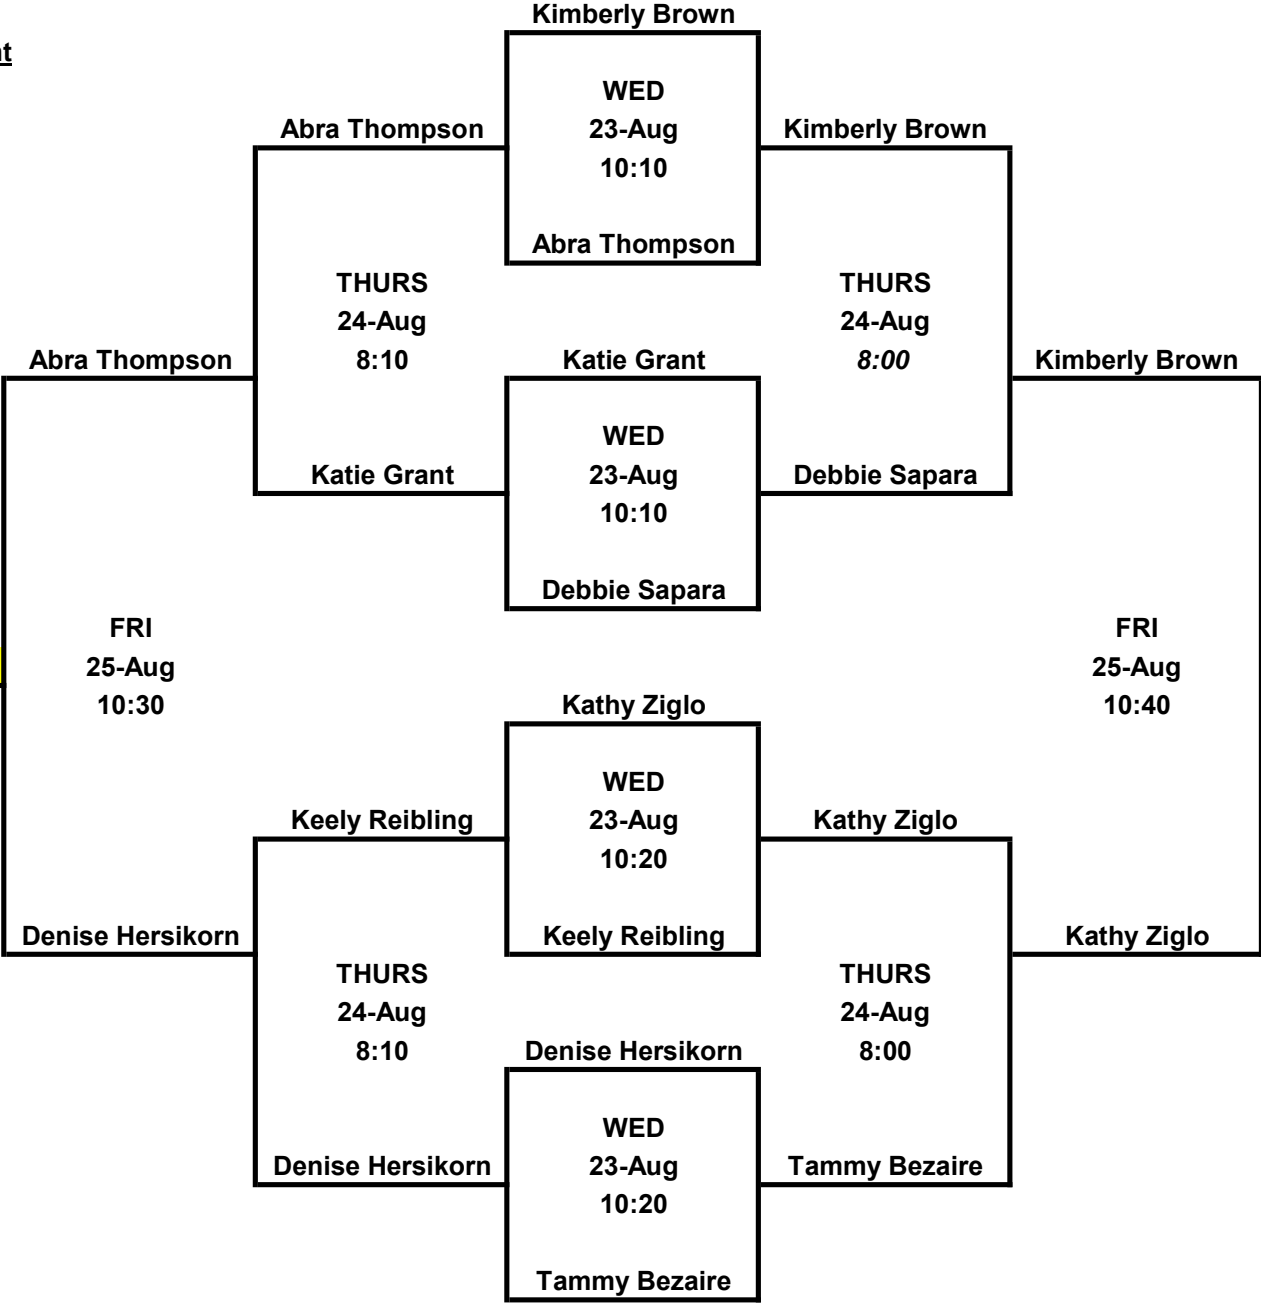 Kimberly Brown
WED
Abra Thompson
23-Aug
Kimberly Brown
10:10
Abra Thompson
THURS
THURS
24-Aug
24-Aug
Abra Thompson
8:10
Katie Grant
8:00
Kimberly Brown
WED
Katie Grant
23-Aug
Debbie Sapara
10:10
Debbie Sapara
FRI
FRI
25-Aug
25-Aug
10:30
Kathy Ziglo
10:40
WED
Keely Reibling
23-Aug
Kathy Ziglo
10:20
Denise Hersikorn
Keely Reibling
Kathy Ziglo
THURS
THURS
24-Aug
24-Aug
8:10
Denise Hersikorn
8:00
WED
Denise Hersikorn
23-Aug
Tammy Bezaire
10:20
Tammy Bezaire